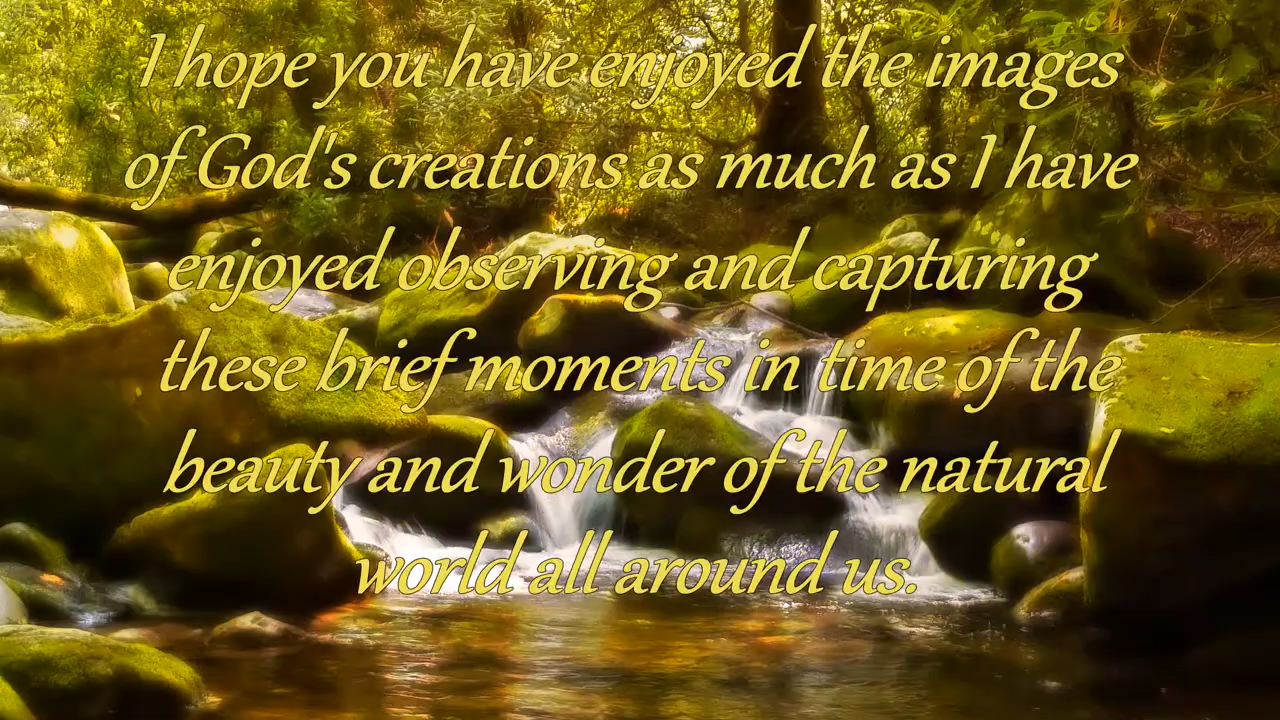 I hope you have enjoyed the images
of God's creations as much as I have
enjoyed observing and capturing
these brief moments in time of the
beauty and wonder of the natural
world all around us.